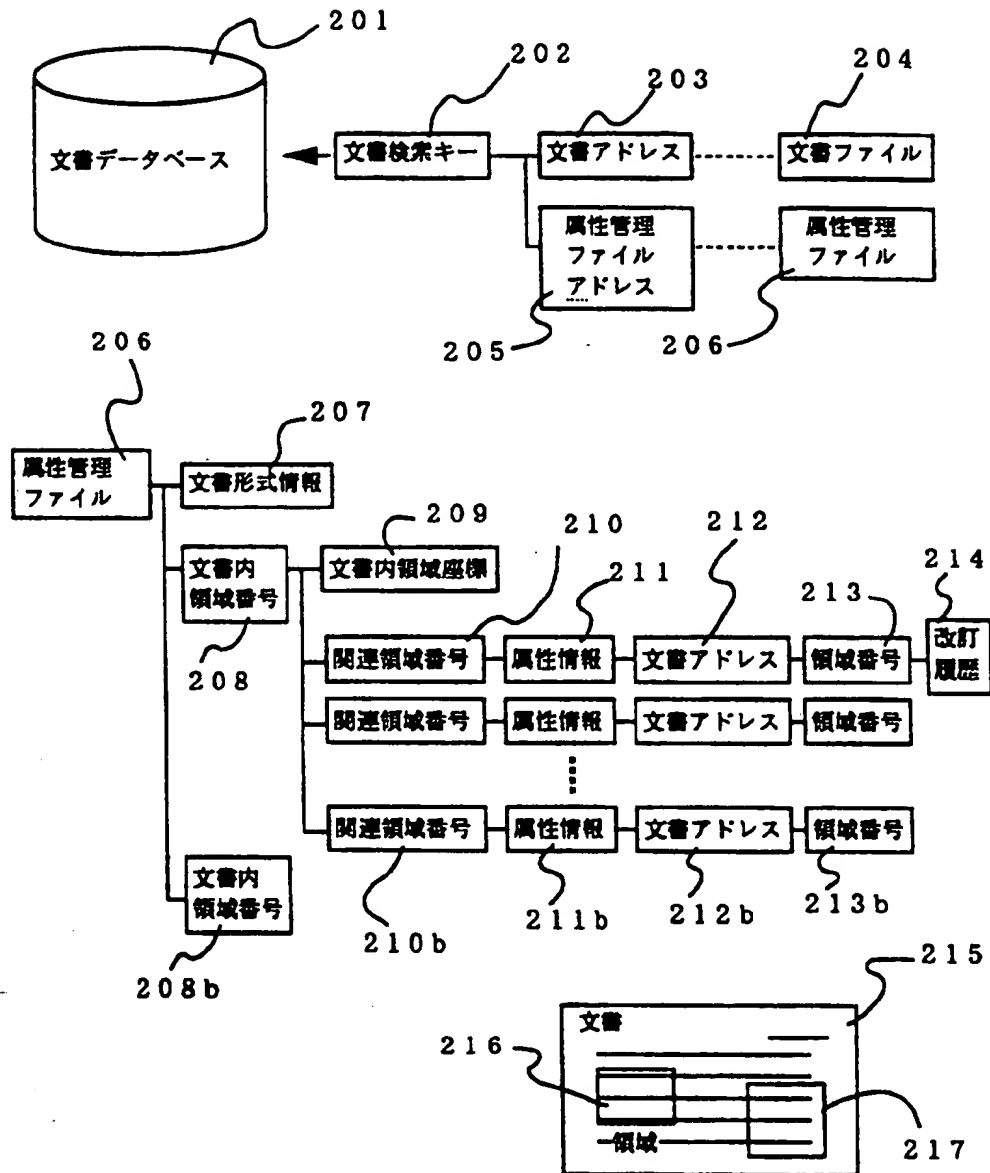 201
202
203
204
文書データベース
文書検索キー
文書アドレス
文書ファイル
属性管理
ファイル
アドレス
属性管理
ファイル
205
206
206
207
属性管理
ファイル
文書形式情報
209
210
211
212
213
214
文書内
領域番号
文書内領域座標
208
関連領域番号
属性情報
文書アドレス
領域番号
改訂
履歴
関連領域番号
属性情報
文書アドレス
領域番号
関連領域番号
属性情報
文書アドレス
領域番号
文書内
領域番号
210b
211b
212b
213b
208b
215
文書
216
領域
217